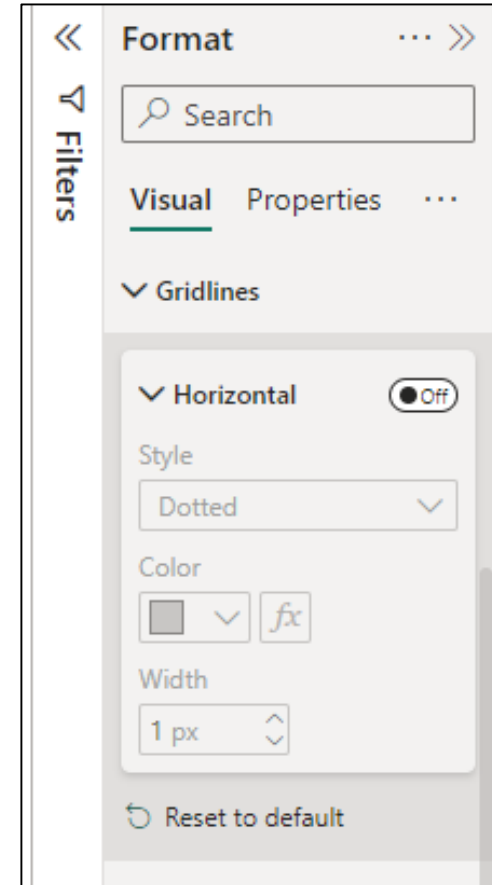 Format
Filters
Search
Visual Properties
Gridlines
Horizontal Off
Style
Dotted
Color
fx
Width
1 px
Reset to default